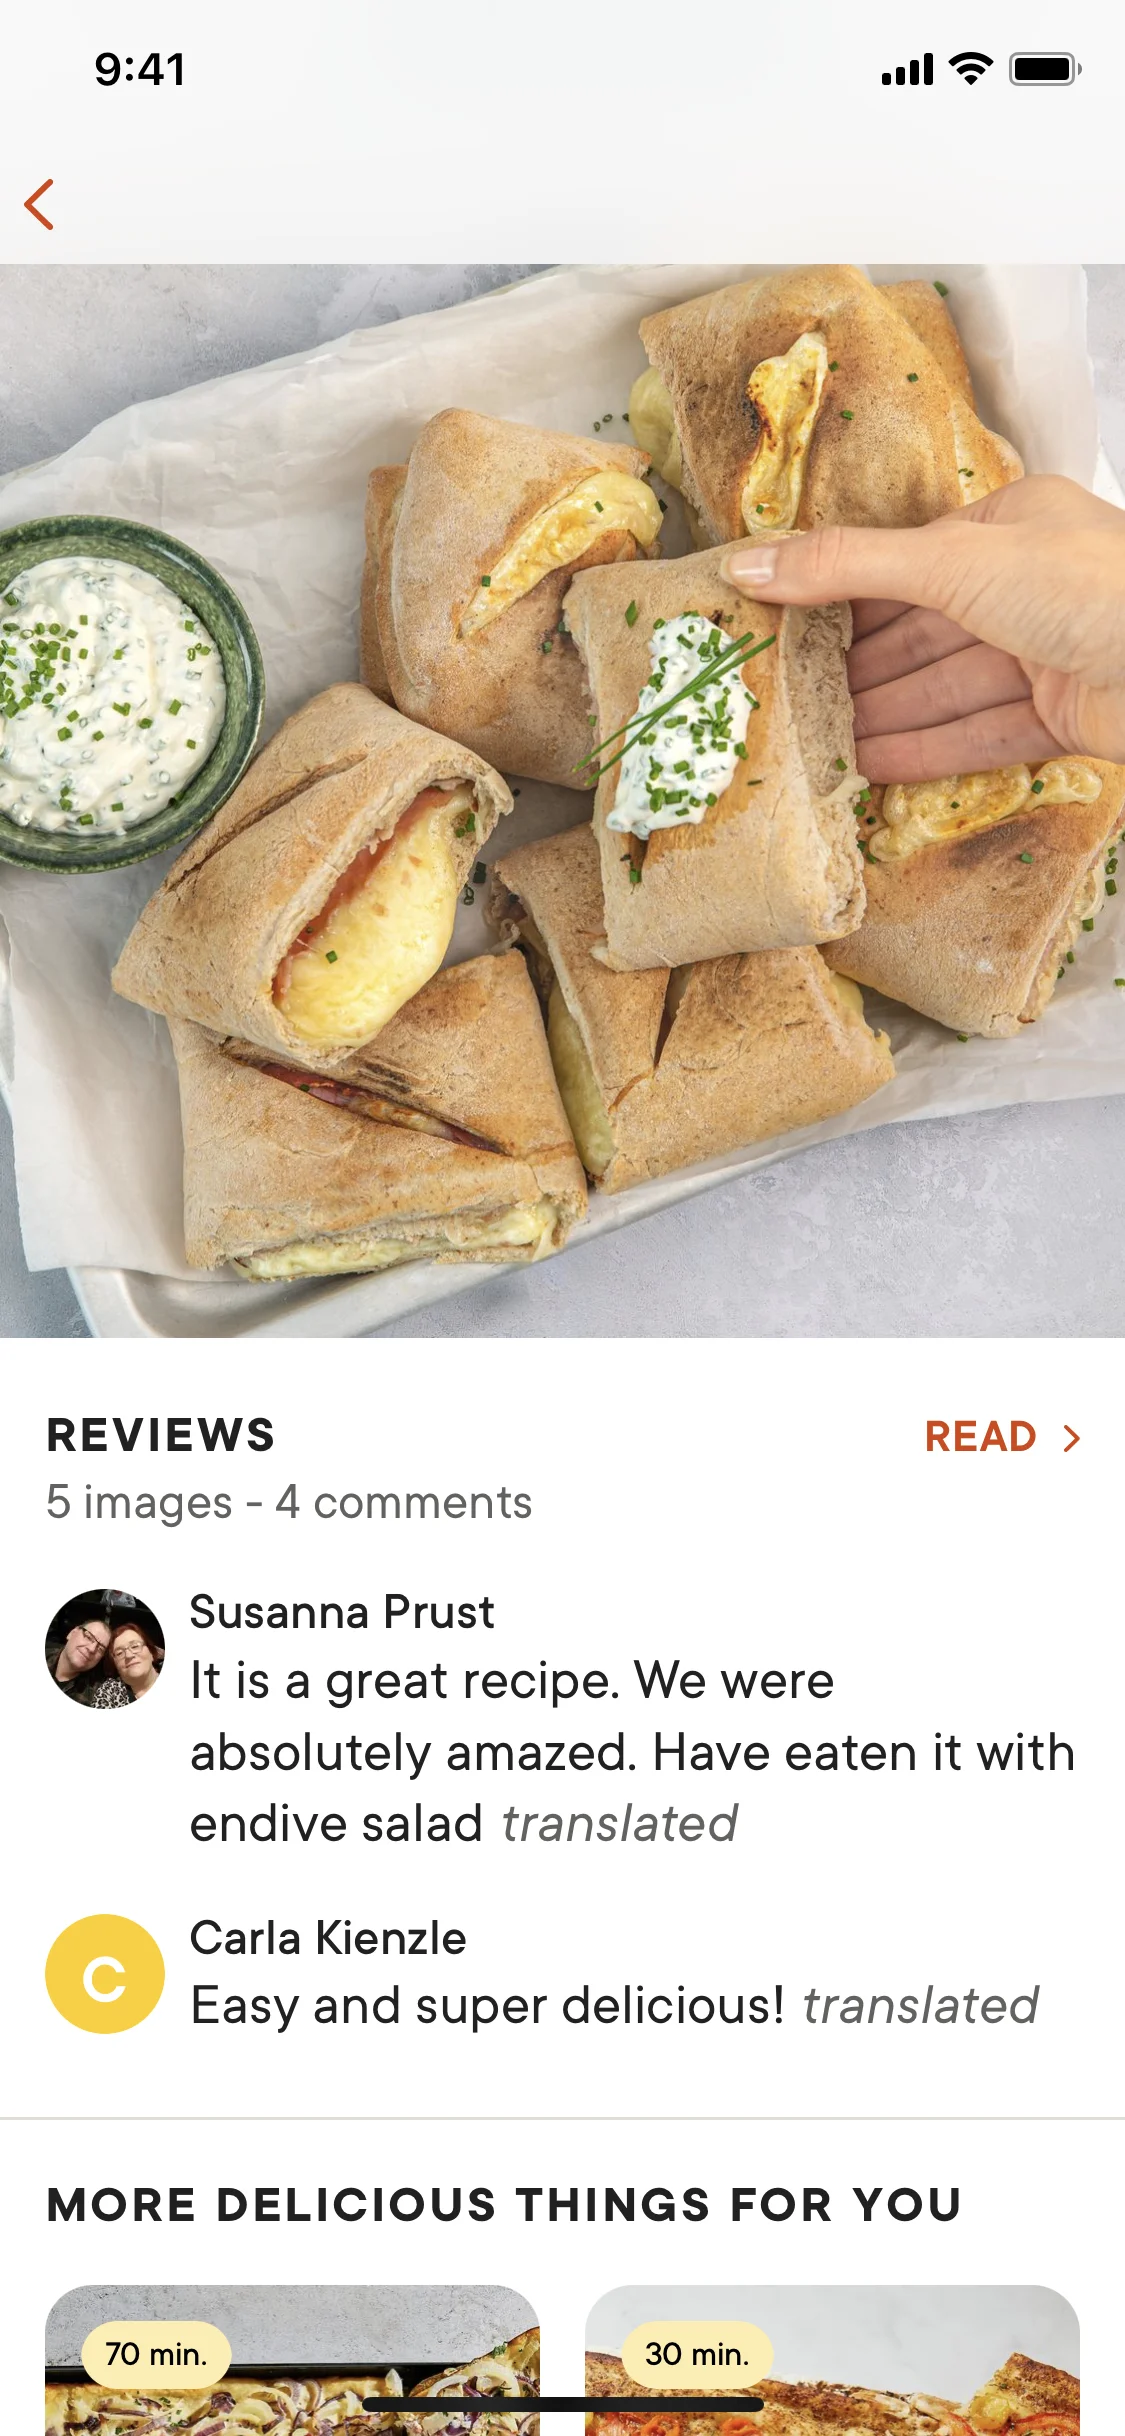 9:41
REVIEWS
READ
5 images - 4 comments
Susanna Prust
It is a great recipe. We were
absolutely amazed. Have eaten it with
endive salad translated
C
Carla Kienzle
Easy and super delicious! translated
MORE DELICIOUS THINGS FOR YOU
70 min.
30 min.